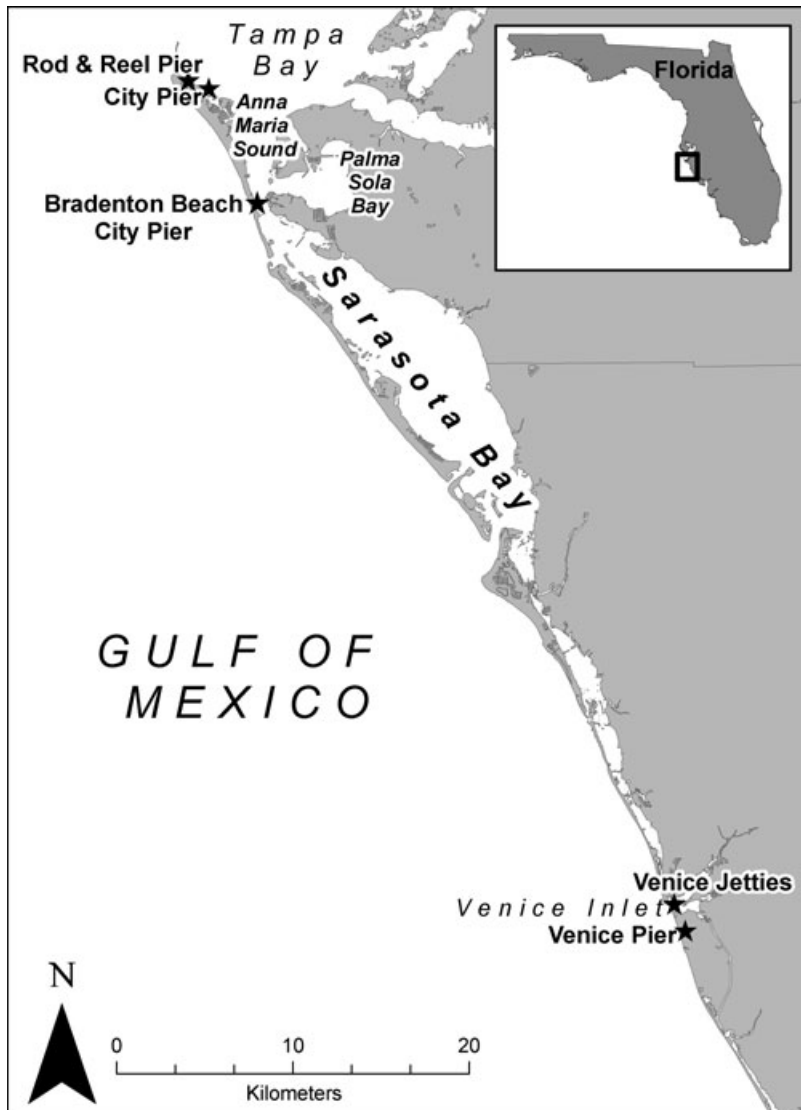 Tampa
Bay
Florida
Rod & Reel Pier
City Pier
Anna
Maria
Sound
Palma
Sola
Bay
Bradenton Beach
City Pier
Sarasota Bay
GULF OF
MEXICO
Venice Jetties
Venice Inlet
Venice Pier
N
0 10 20
Kilometers